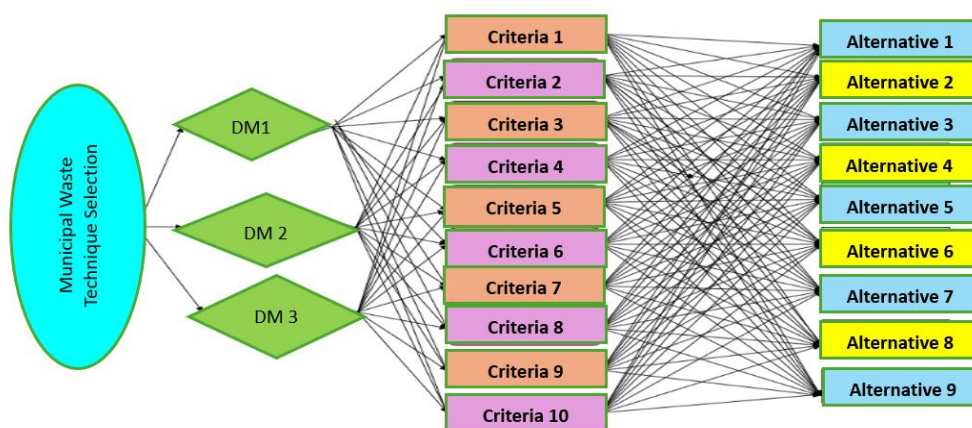 Municipal Waste
Technique Selection
DM1
DM 2
DM 3
Criteria 1
Criteria 2
Criteria 3
Criteria 4
Criteria 5
Criteria 6
Criteria 7
Criteria 8
Criteria 9
Criteria 10
Alternative 1
Alternative 2
Alternative 3
Alternative 4
Alternative 5
Alternative 6
Alternative 7
Alternative 8
Alternative 9